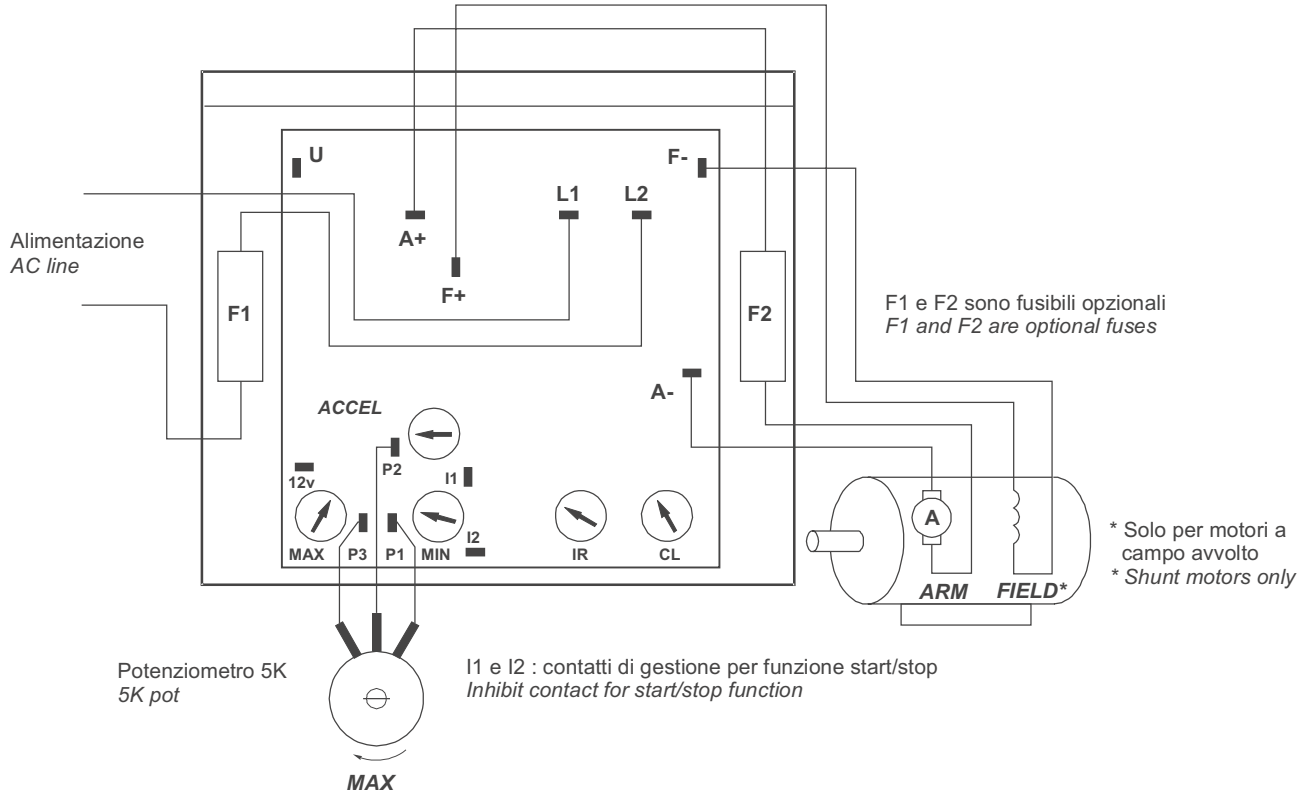 U
F-
L1
L2
A+
Alimentazione
AC line
F+
F1
F2
F1 e F2 sono fusibili opzionali
F1 and F2 are optional fuses
A-
ACCEL
P2
I1
12v
I2
MAX
P3
P1
MIN
IR
CL
A
ARM
FIELD*
* Solo per motori a
campo avvolto
* Shunt motors only
Potenziometro 5K
5K pot
I1 e I2 : contatti di gestione per funzione start/stop
Inhibit contact for start/stop function
MAX